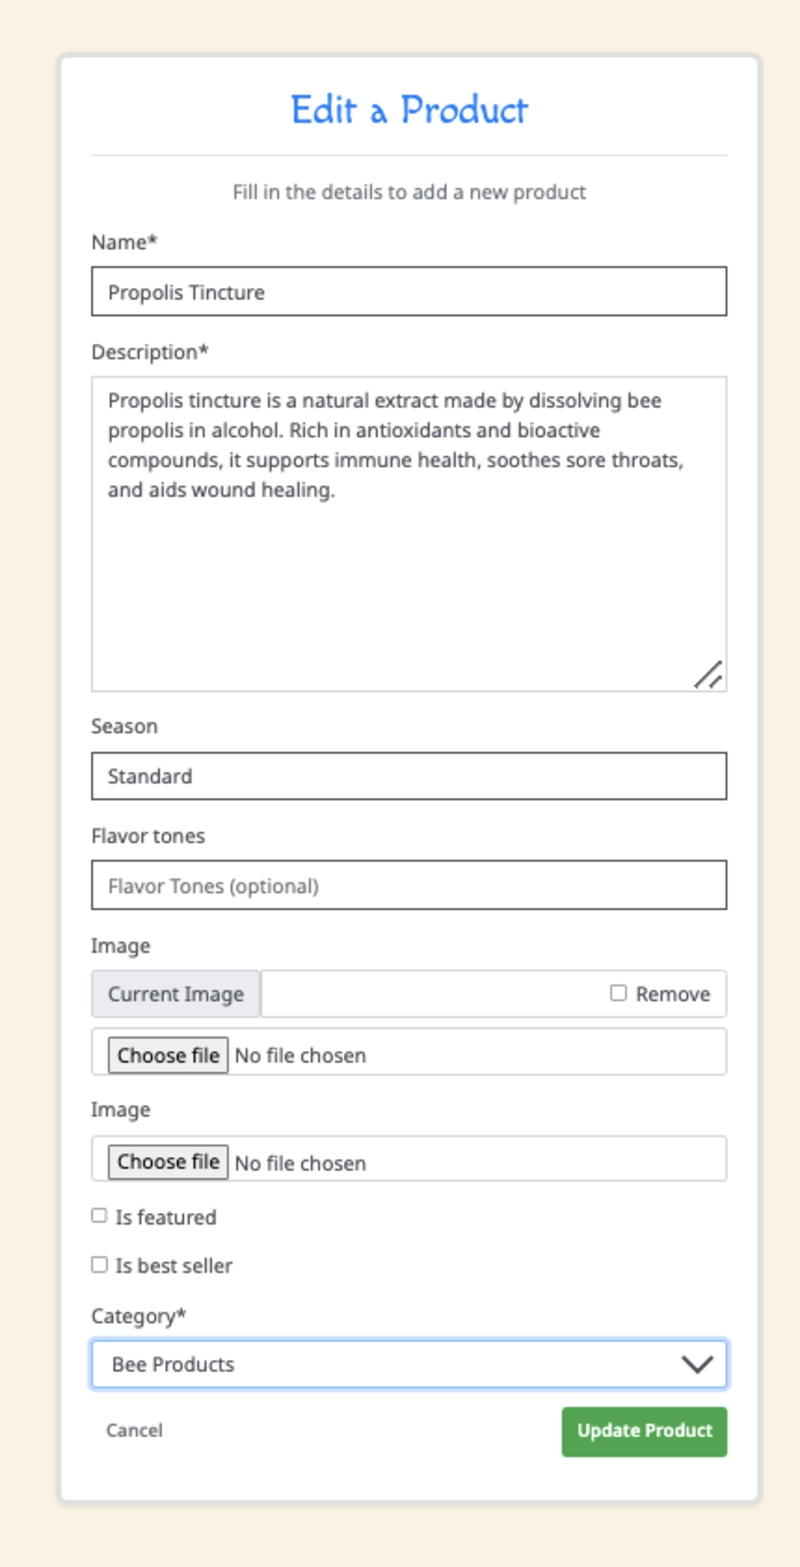 Edit a Product
Fill in the details to add a new product
Name*
Propolis Tincture
Description*
Propolis tincture is a natural extract made by dissolving bee
propolis in alcohol. Rich in antioxidants and bioactive
compounds, it supports immune health, soothes sore throats,
and aids wound healing.
Season
Standard
Flavor tones
Flavor Tones (optional)
Image
Current Image Remove
Choose file No file chosen
Image
Choose file No file chosen
Is featured
Is best seller
Category*
Bee Products
Cancel Update Product